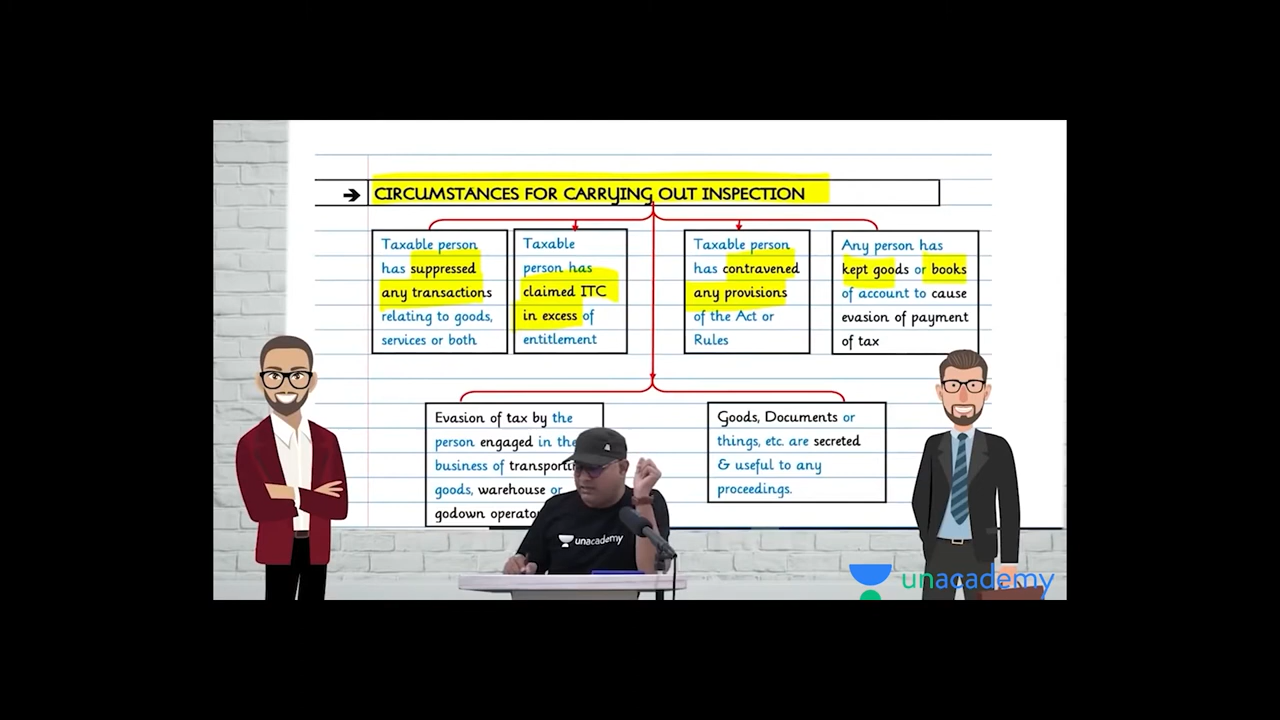 ➔ CIRCUMSTANCES FOR CARRYING OUT INSPECTION
Taxable person
has suppressed
any transactions
relating to goods,
services or both
Taxable
person has
claimed ITC
in excess of
entitlement
Taxable person
has contravened
any provisions
of the Act or
Rules
Any person has
kept goods or books
of account to cause
evasion of payment
of tax
Evasion of tax by the
person engaged in the
business of
goods, warehouse or
godown
Goods, Documents or
things, etc. are secreted
& useful to any
proceedings.
unacademy
unacademy